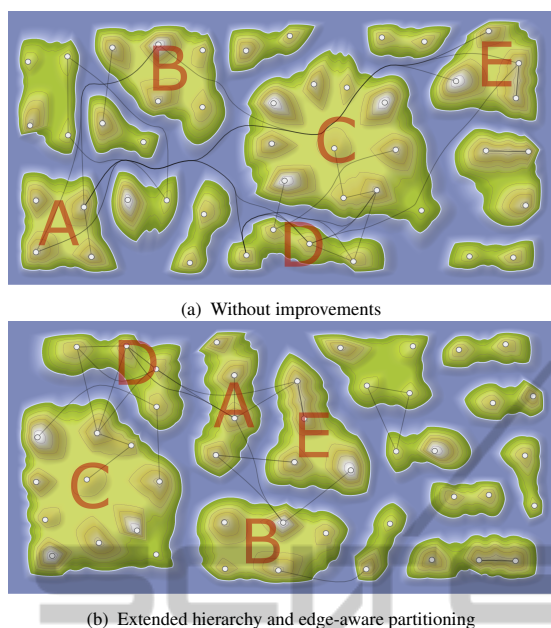 B
E
C
A
D
(a) Without improvements
D
A
E
C
B
(b) Extended hierarchy and edge-aware partitioning